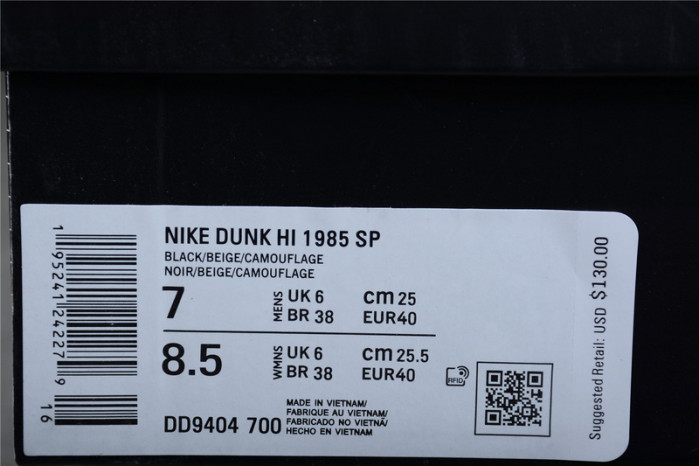 NIKE DUNK HI 1985 SP
BLACK/BEIGE/CAMOUFLAGE
NOIR/BEIGE/CAMOUFLAGE
7 MENS UK 6 cm 25
BR 38 EUR40
8.5 WMNS UK 6 cm 25.5
BR 38 EUR40
RFID
DD9404 700
MADE IN VIETNAM/
FABRIQUE AU VIETNAM/
FABRICADO NO VIETNÃ/
HECHO EN VIETNAM
1 95241 24227 9
16
Suggested Retail: USD $130.00